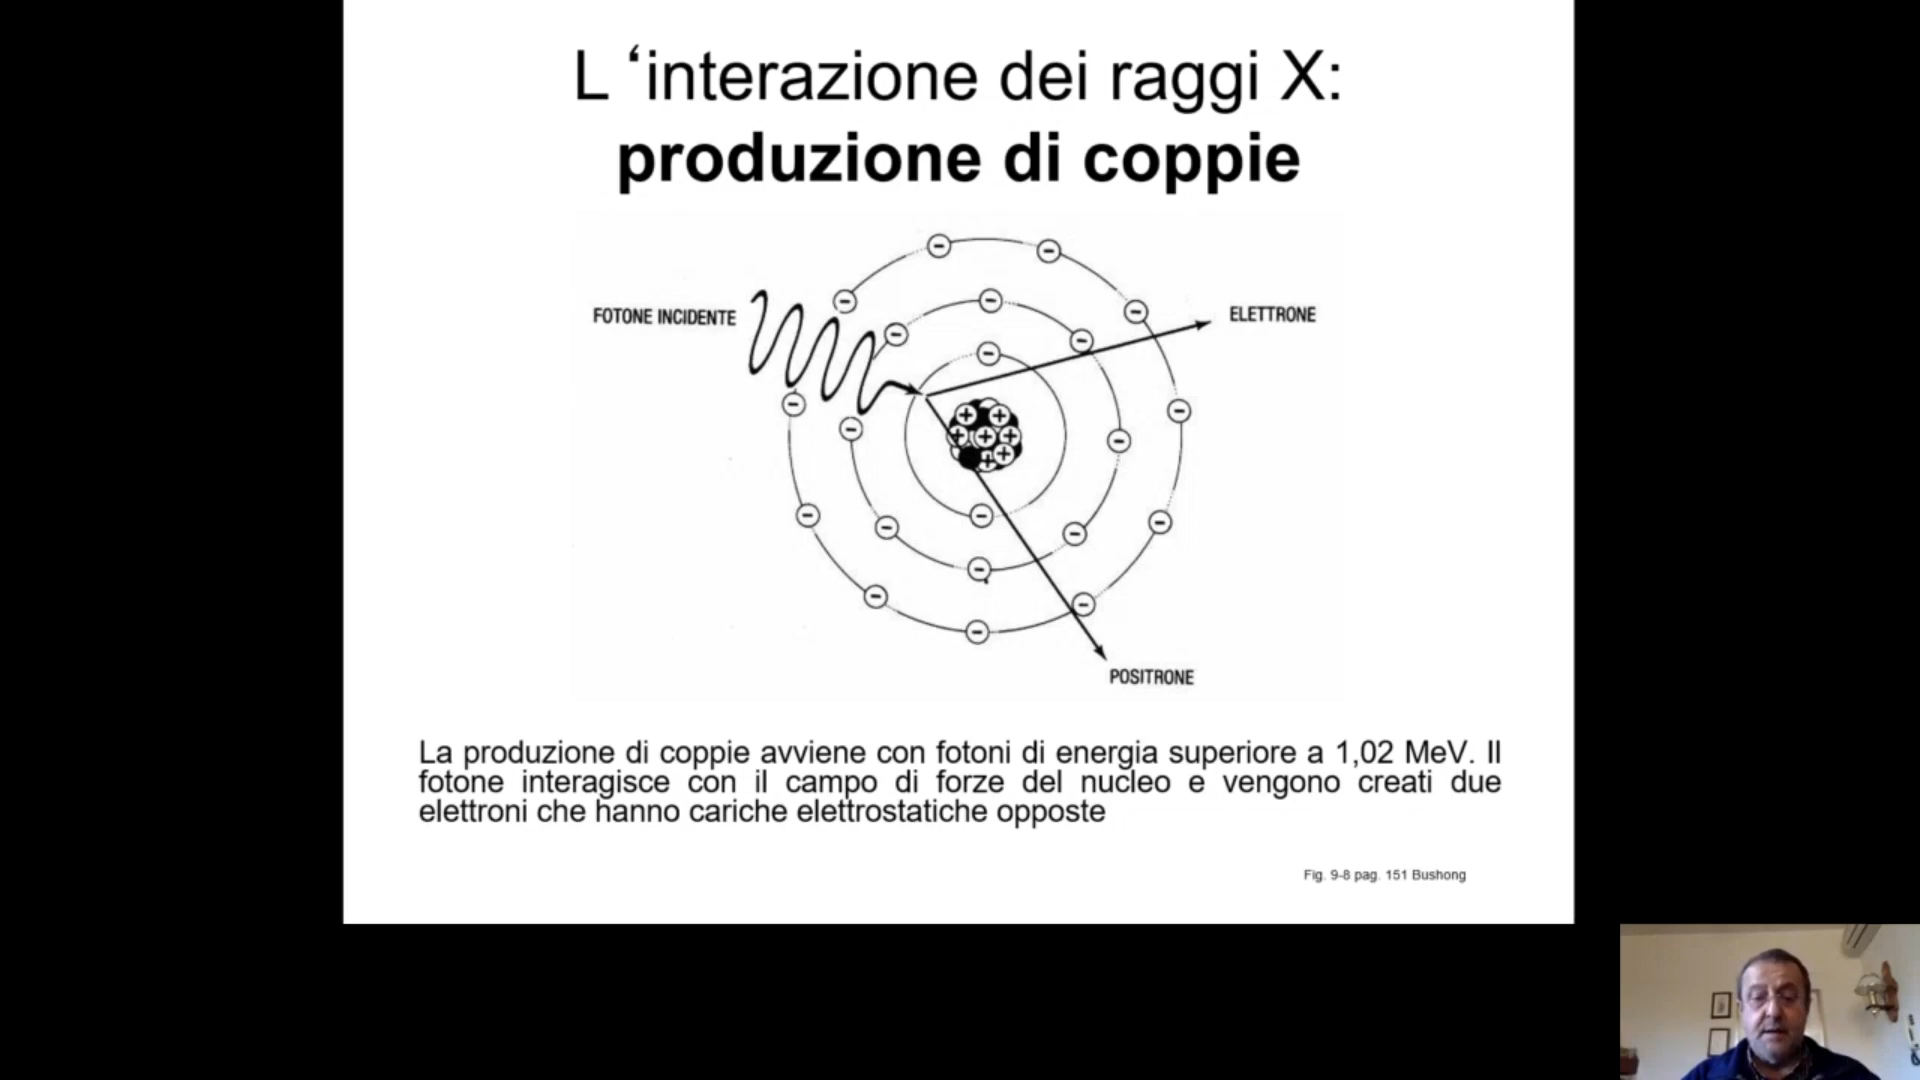 L ‘interazione dei raggi X:
produzione di coppie
FOTONE INCIDENTE
ELETTRONE
POSITRONE
La produzione di coppie avviene con fotoni di energia superiore a 1,02 MeV. Il
fotone interagisce con il campo di forze del nucleo e vengono creati due
elettroni che hanno cariche elettrostatiche opposte
Fig. 9-8 pag. 151 Bushong